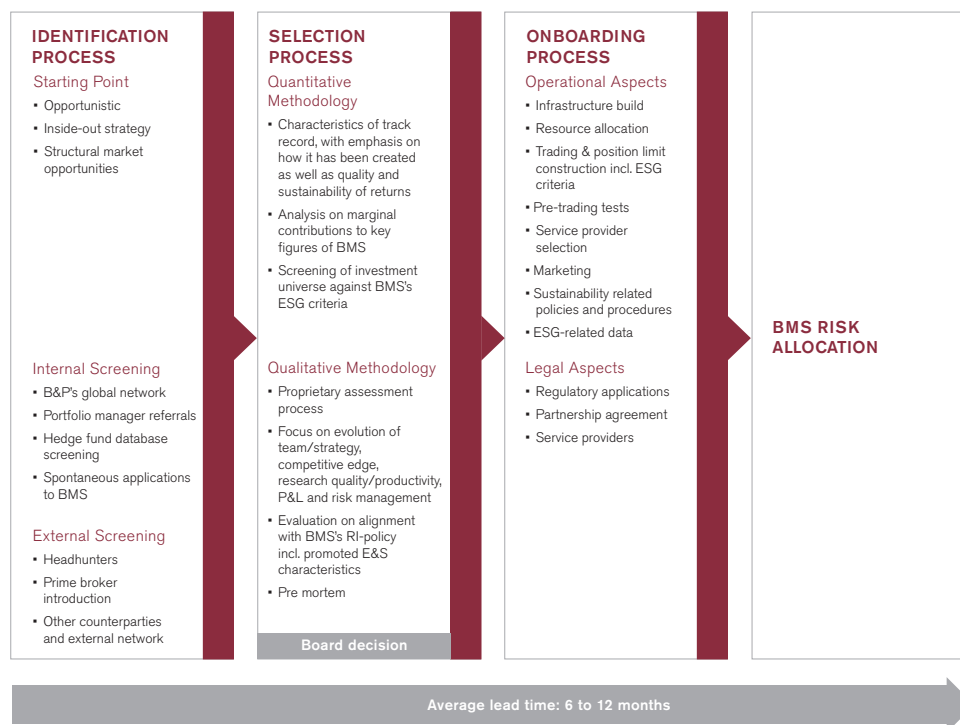 IDENTIFICATION
PROCESS
Starting Point
▪ Opportunistic
▪ Inside-out strategy
▪ Structural market
opportunities
Internal Screening
▪ B&P's global network
▪ Portfolio manager referrals
▪ Hedge fund database
screening
▪ Spontaneous applications
to BMS
External Screening
▪ Headhunters
▪ Prime broker
introduction
▪ Other counterparties
and external network
SELECTION
PROCESS
Quantitative
Methodology
▪ Characteristics of track
record, with emphasis on
how it has been created
as well as quality and
sustainability of returns
▪ Analysis on marginal
contributions to key
figures of BMS
▪ Screening of investment
universe against BMS's
ESG criteria
Qualitative Methodology
▪ Proprietary assessment
process
▪ Focus on evolution of
team/strategy,
competitive edge,
research quality/productivity,
P&L and risk management
▪ Evaluation on alignment
with BMS's RI-policy
incl. promoted E&S
characteristics
▪ Pre mortem
Board decision
ONBOARDING
PROCESS
Operational Aspects
▪ Infrastructure build
▪ Resource allocation
▪ Trading & position limit
construction incl. ESG
criteria
▪ Pre-trading tests
▪ Service provider
selection
▪ Marketing
▪ Sustainability related
policies and procedures
▪ ESG-related data
Legal Aspects
▪ Regulatory applications
▪ Partnership agreement
▪ Service providers
BMS RISK
ALLOCATION
Average lead time: 6 to 12 months